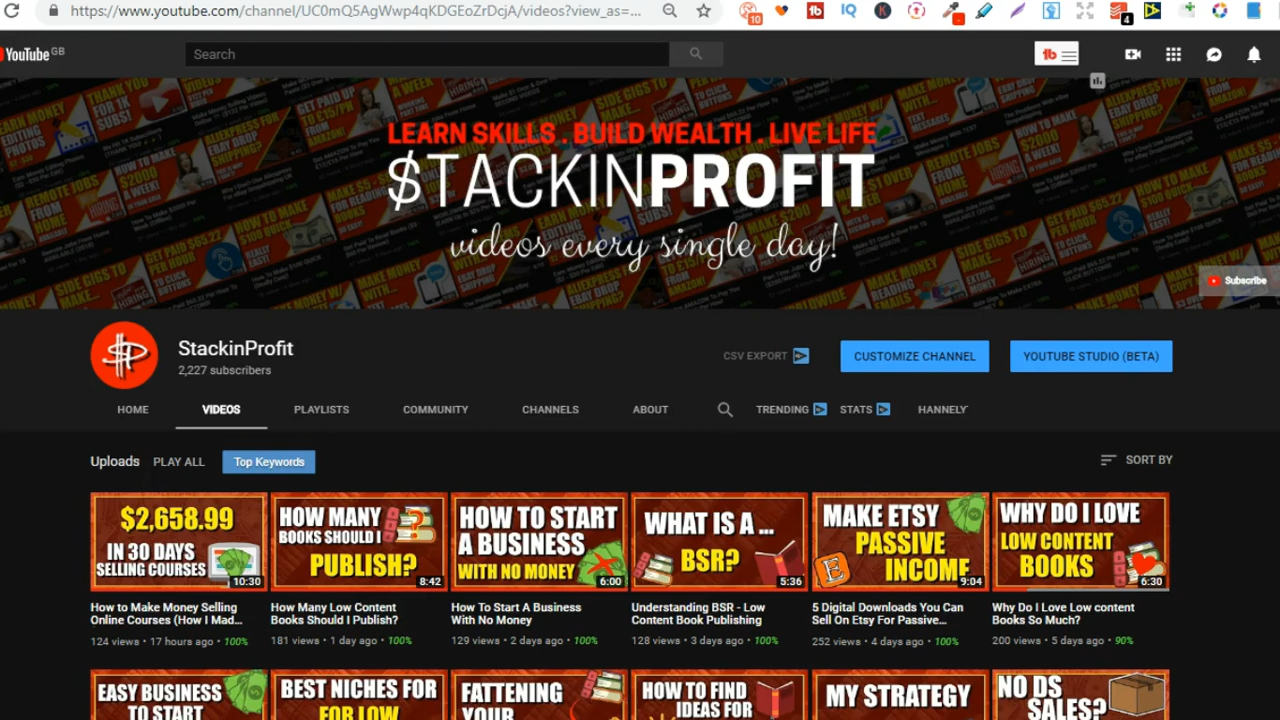 https://www.youtube.com/channel/UC0mQ5AgWwp4qKDGEoZrDcjA/videos?view_as=...
10
4
YouTube GB
Search
LEARN SKILLS . BUILD WEALTH . LIVE LIFE
$TACKINPROFIT
videos every single day!
Subscribe
StackinProfit
2,227 subscribers
CSV EXPORT
CUSTOMIZE CHANNEL
YOUTUBE STUDIO (BETA)
HOME VIDEOS PLAYLISTS COMMUNITY CHANNELS ABOUT TRENDING STATS HANNELY
Uploads PLAY ALL Top Keywords SORT BY
$2,658.99
IN 30 DAYS
SELLING COURSES
10:30
HOW MANY
BOOKS SHOULD I
PUBLISH?
8:42
HOW TO START
A BUSINESS
WITH NO MONEY
6:00
WHAT IS A ...
BSR?
5:36
MAKE ETSY
PASSIVE
INCOME
9:04
WHY DO I LOVE
LOW CONTENT
BOOKS
6:30
How to Make Money Selling
Online Courses (How I Mad...
124 views • 17 hours ago • 100%
How Many Low Content
Books Should I Publish?
181 views • 1 day ago • 100%
How To Start A Business
With No Money
129 views • 2 days ago • 100%
Understanding BSR - Low
Content Book Publishing
128 views • 3 days ago • 100%
5 Digital Downloads You Can
Sell On Etsy For Passive...
252 views • 4 days ago • 100%
Why Do I Love Low content
Books So Much?
200 views • 5 days ago • 90%
EASY BUSINESS
TO START
BEST NICHES FOR
FOR LOW
FATTENING
YOUR
HOW TO FIND
IDEAS FOR
MY STRATEGY
NO DS
SALES?